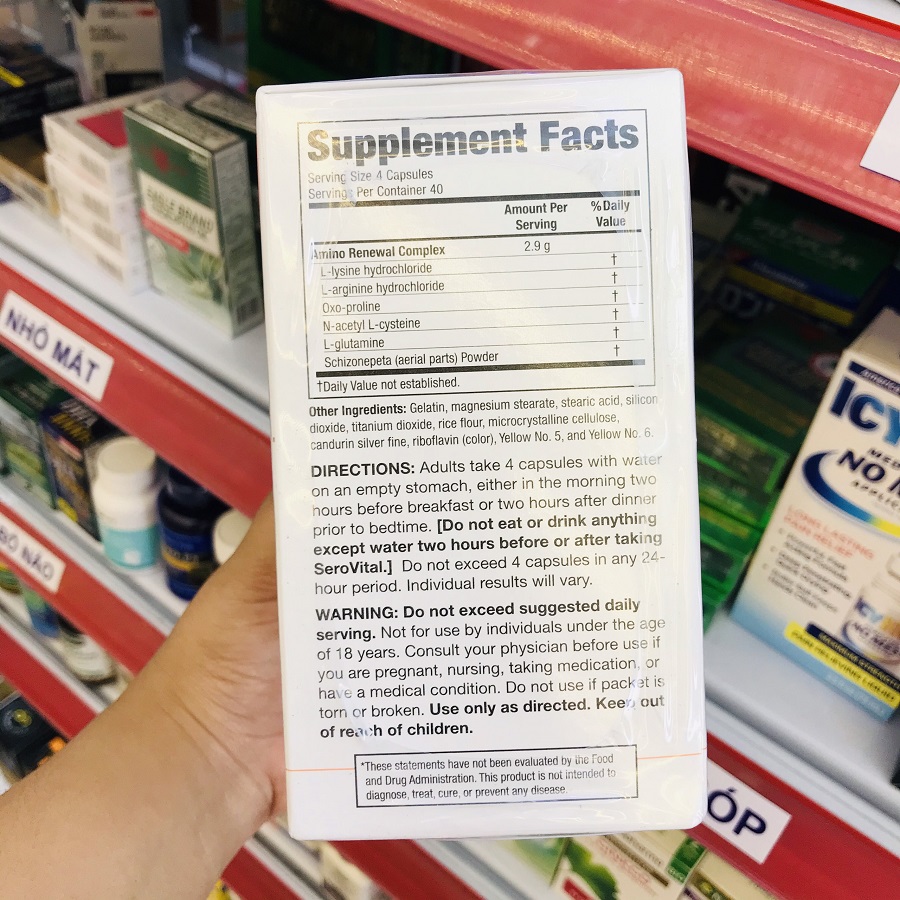 Supplement Facts
Serving Size 4 Capsules
Servings Per Container 40
Amount Per Serving
% Daily Value
Amino Renewal Complex 2.9 g
L-lysine hydrochloride †
L-arginine hydrochloride †
Oxo-proline †
N-acetyl L-cysteine †
L-glutamine †
Schizonepeta (aerial parts) Powder †
†Daily Value not established.
Other Ingredients: Gelatin, magnesium stearate, stearic acid, silicon
dioxide, titanium dioxide, rice flour, microcrystalline cellulose,
candurin silver fine, riboflavin (color), Yellow No. 5, and Yellow No. 6.
DIRECTIONS: Adults take 4 capsules with water
on an empty stomach, either in the morning two
hours before breakfast or two hours after dinner
prior to bedtime. [Do not eat or drink anything
except water two hours before or after taking
SeroVital.] Do not exceed 4 capsules in any 24-
hour period. Individual results will vary.
WARNING: Do not exceed suggested daily
serving. Not for use by individuals under the age
of 18 years. Consult your physician before use if
you are pregnant, nursing, taking medication, or
have a medical condition. Do not use if packet is
torn or broken. Use only as directed. Keep out
of reach of children.
*These statements have not been evaluated by the Food
and Drug Administration. This product is not intended to
diagnose, treat, cure, or prevent any disease.
NHỎ MẮT
BỔ NÃO
ÓP
EAGLE BRAND
Icy
NO
LONG LASTING
PAIN RELIEF